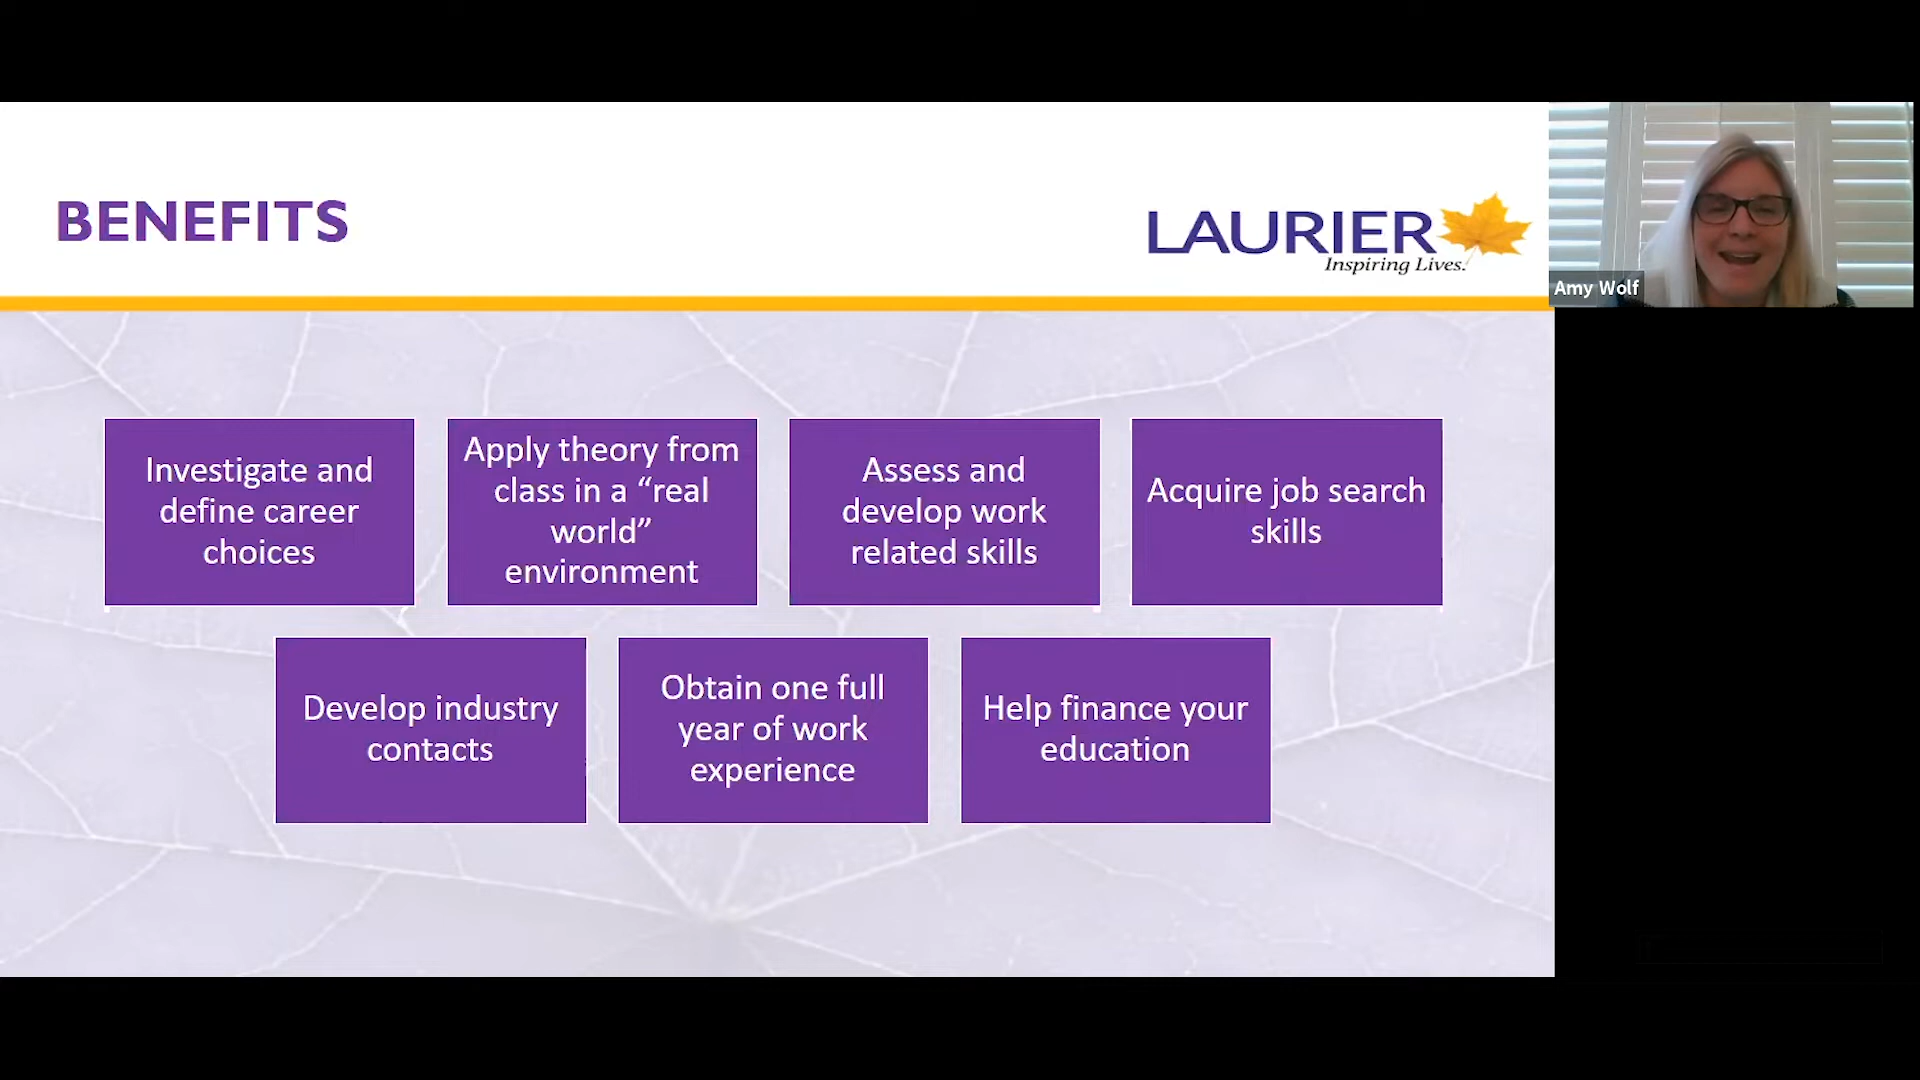 BENEFITS
LAURIER
Inspiring Lives.
Amy Wolf
Investigate and
define career
choices
Apply theory from
class in a “real
world”
environment
Assess and
develop work
related skills
Acquire job search
skills
Develop industry
contacts
Obtain one full
year of work
experience
Help finance your
education